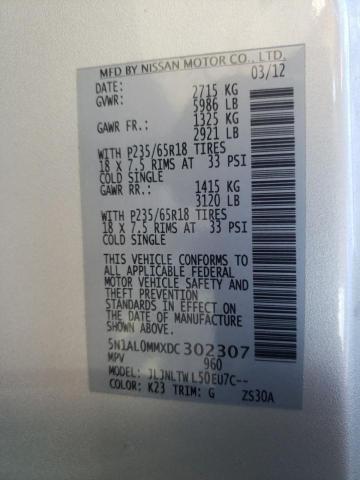 MFD BY NISSAN MOTOR CO., LTD.
DATE: 03/12
GVWR: 2715 KG
5986 LB
GAWR FR.: 1325 KG
2921 LB
WITH P235/65R18 TIRES
18 X 7.5 RIMS AT 33 PSI
COLD SINGLE
GAWR RR.: 1415 KG
3120 LB
WITH P235/65R18 TIRES
18 X 7.5 RIMS AT 33 PSI
COLD SINGLE
THIS VEHICLE CONFORMS TO
ALL APPLICABLE FEDERAL
MOTOR VEHICLE SAFETY AND
THEFT PREVENTION
STANDARDS IN EFFECT ON THE
DATE OF MANUFACTURE
SHOWN ABOVE.
5N1AL0MMXDC302307
MPV 960
MODEL: JLJNLTWL50EU7C--
COLOR: K23 TRIM: G ZS30A